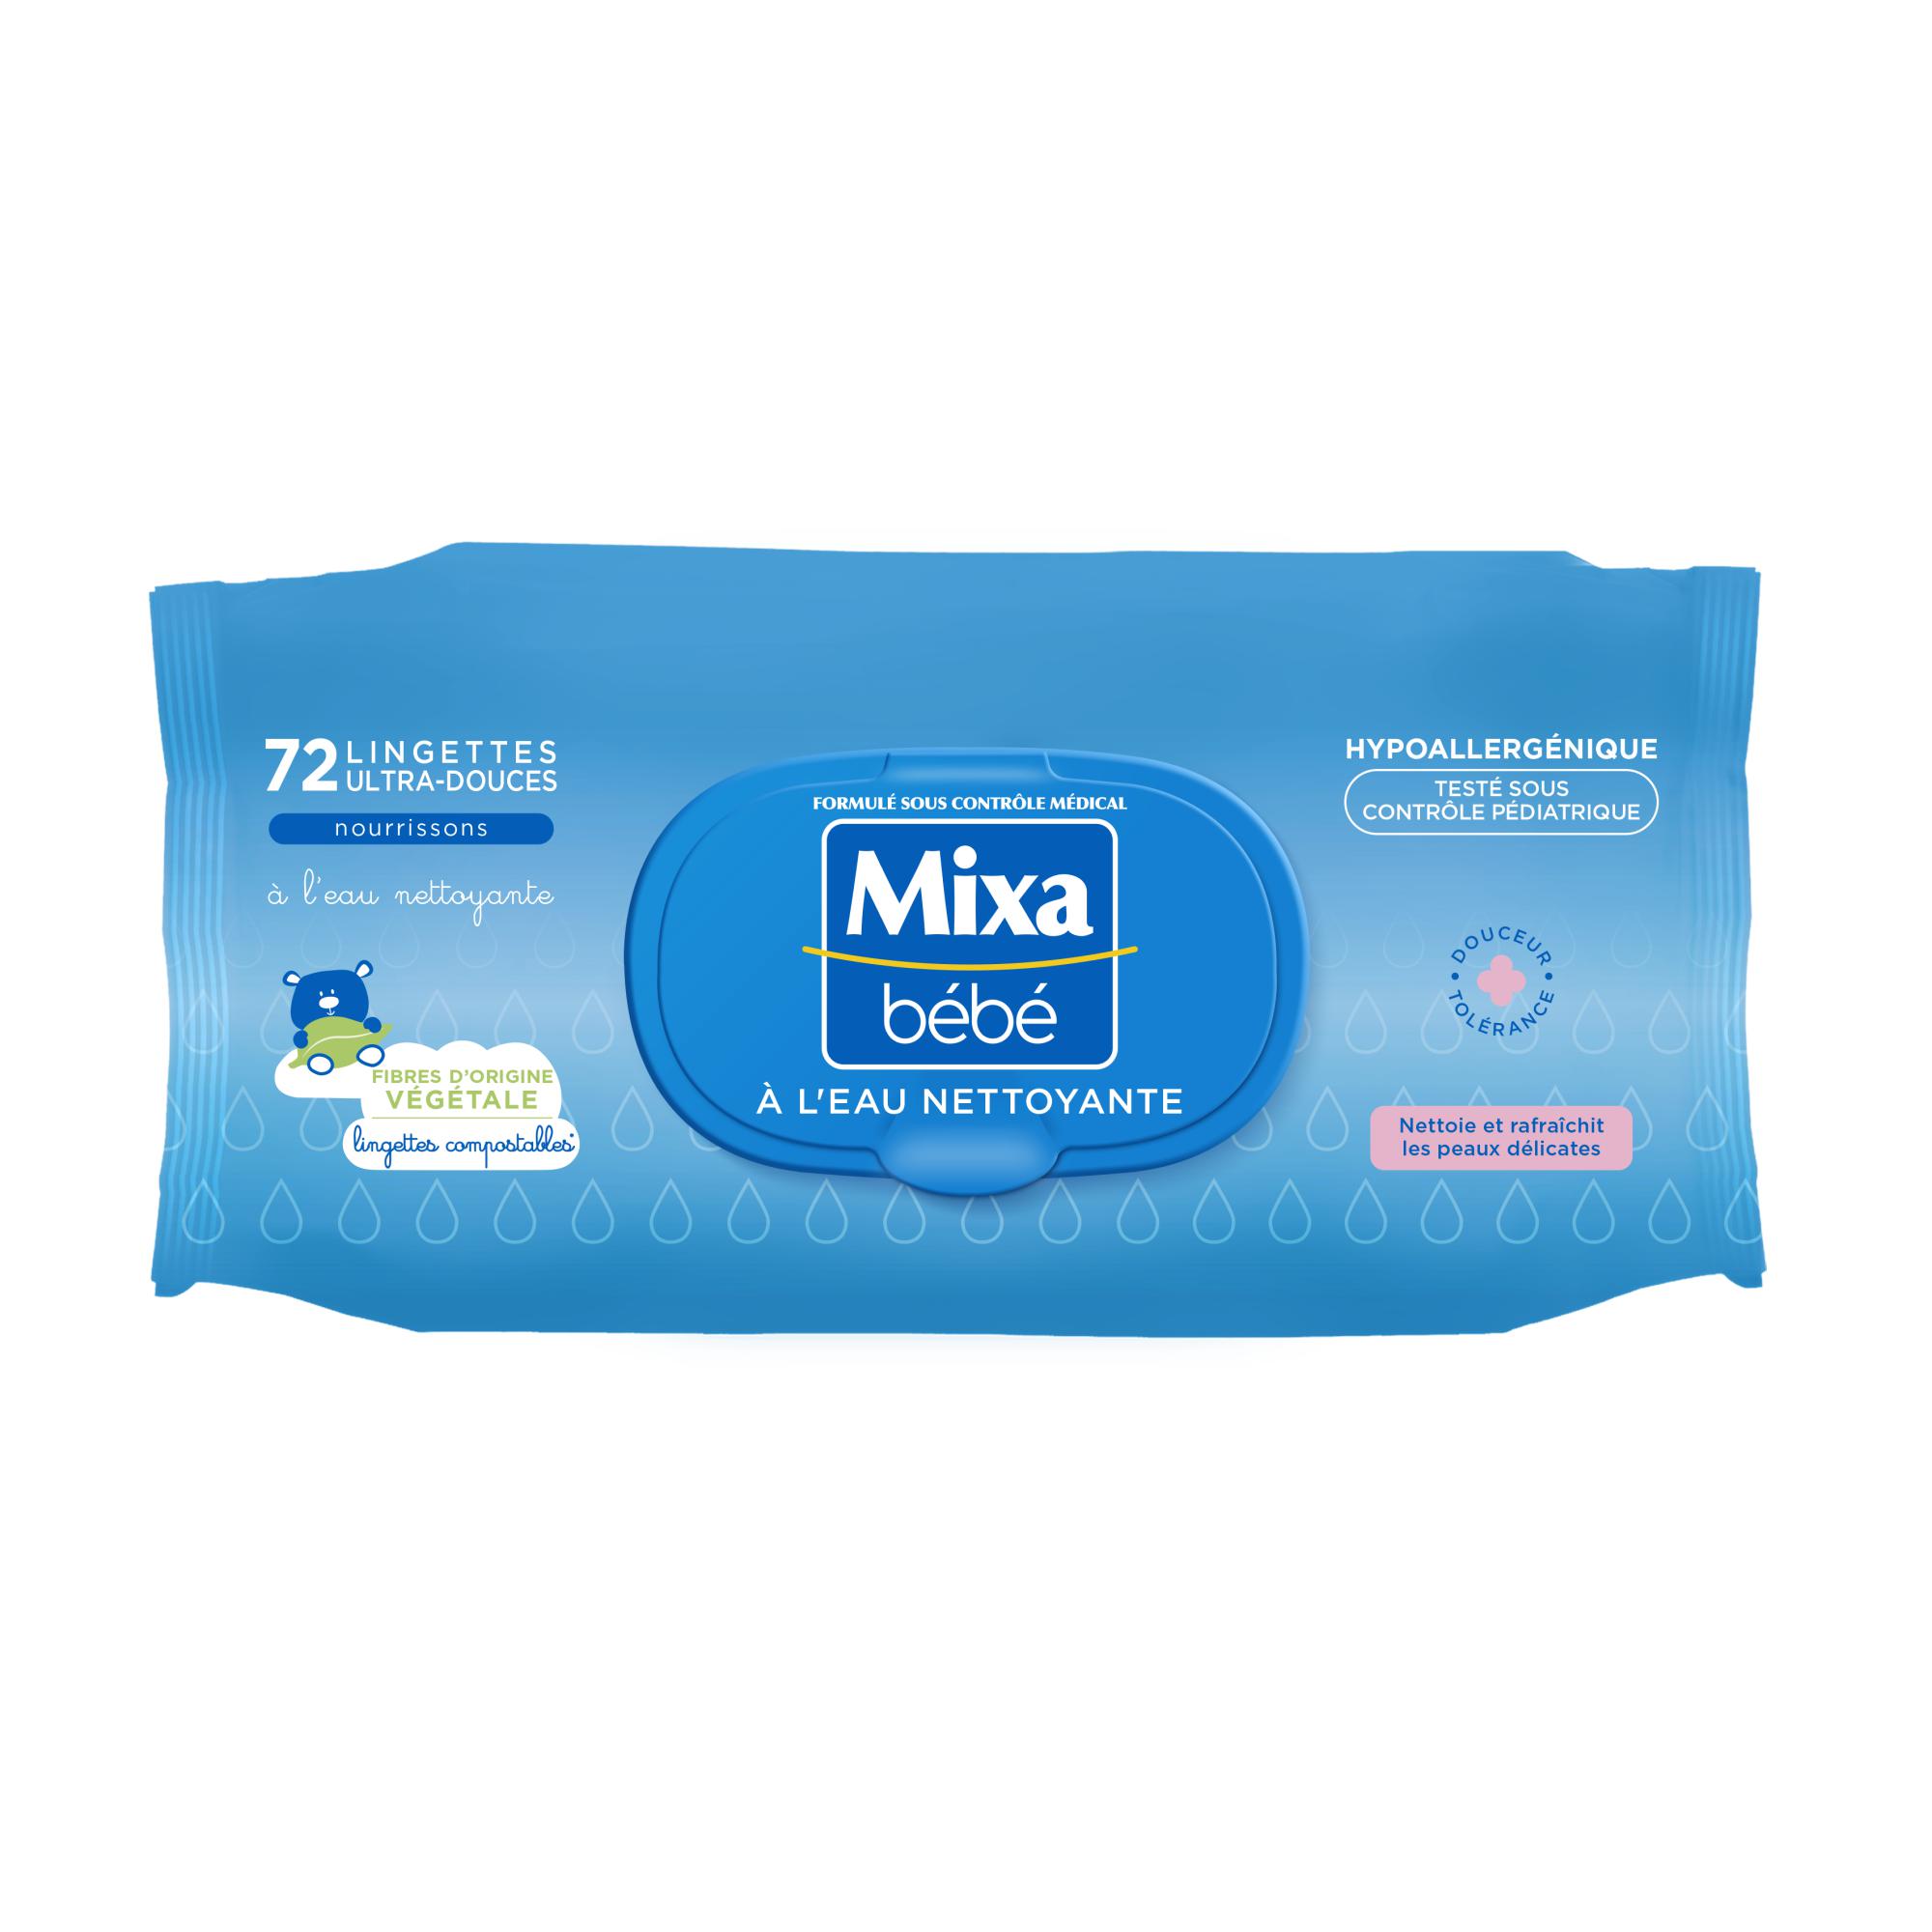 72 LINGETTES
ULTRA-DOUCES
nourrissons
à l'eau nettoyante
FIBRES D'ORIGINE
VÉGÉTALE
lingettes compostables*
FORMULÉ SOUS CONTRÔLE MÉDICAL
Mixa
bébé
À L'EAU NETTOYANTE
HYPOALLERGÉNIQUE
TESTÉ SOUS
CONTRÔLE PÉDIATRIQUE
DOUCEUR
TOLÉRANCE
Nettoie et rafraîchit
les peaux délicates